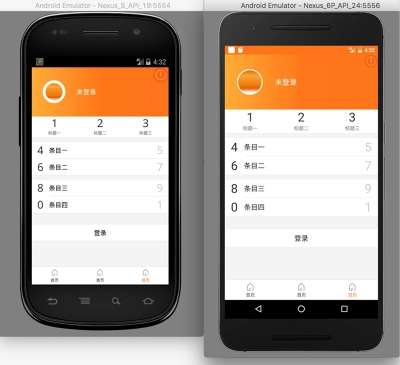 Android Emulator - Nexus_S_API_19:5554
4:32
未登录
1 2 3
标题一 标题二 标题三
4 条目一 5
6 条目二 7
8 条目三 9
0 条目四 1
登录
首页 首页 首页
Android Emulator - Nexus_6P_API_24:5556
4:32
未登录
1 2 3
标题一 标题二 标题三
4 条目一 5
6 条目二 7
8 条目三 9
0 条目四 1
登录
首页 首页 首页